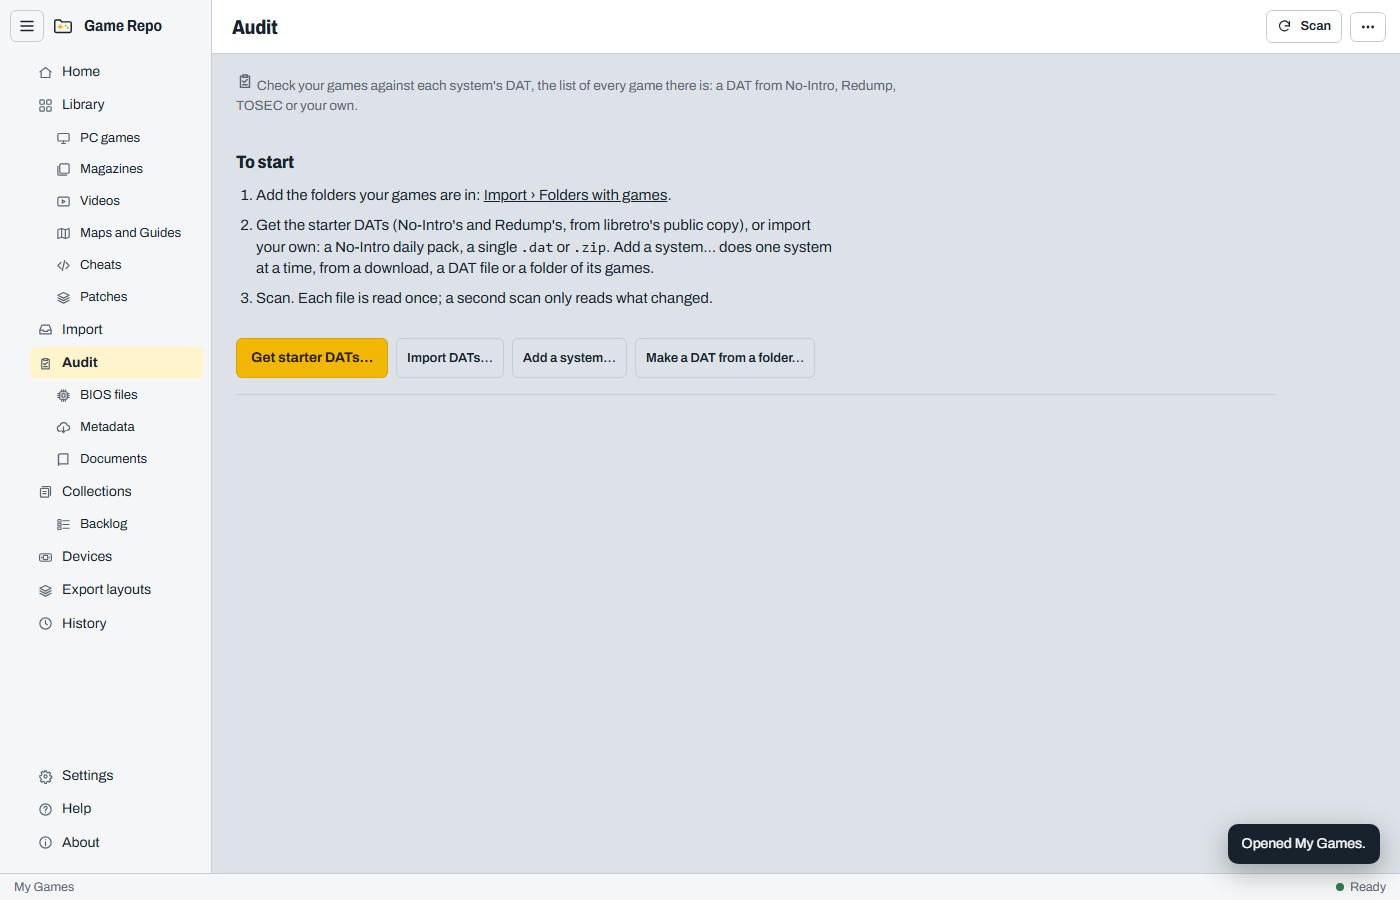 Game Repo
Audit
Scan
Home
Library
PC games
Magazines
Videos
Maps and Guides
Cheats
Patches
Import
Audit
BIOS files
Metadata
Documents
Collections
Backlog
Devices
Export layouts
History
Settings
Help
About
Check your games against each system's DAT, the list of every game there is: a DAT from No-Intro, Redump,
TOSEC or your own.
To start
1. Add the folders your games are in: Import › Folders with games.
2. Get the starter DATs (No-Intro's and Redump's, from libretro's public copy), or import
your own: a No-Intro daily pack, a single .dat or .zip. Add a system... does one system
at a time, from a download, a DAT file or a folder of its games.
3. Scan. Each file is read once; a second scan only reads what changed.
Get starter DATs...
Import DATs...
Add a system...
Make a DAT from a folder...
Opened My Games.
My Games
Ready